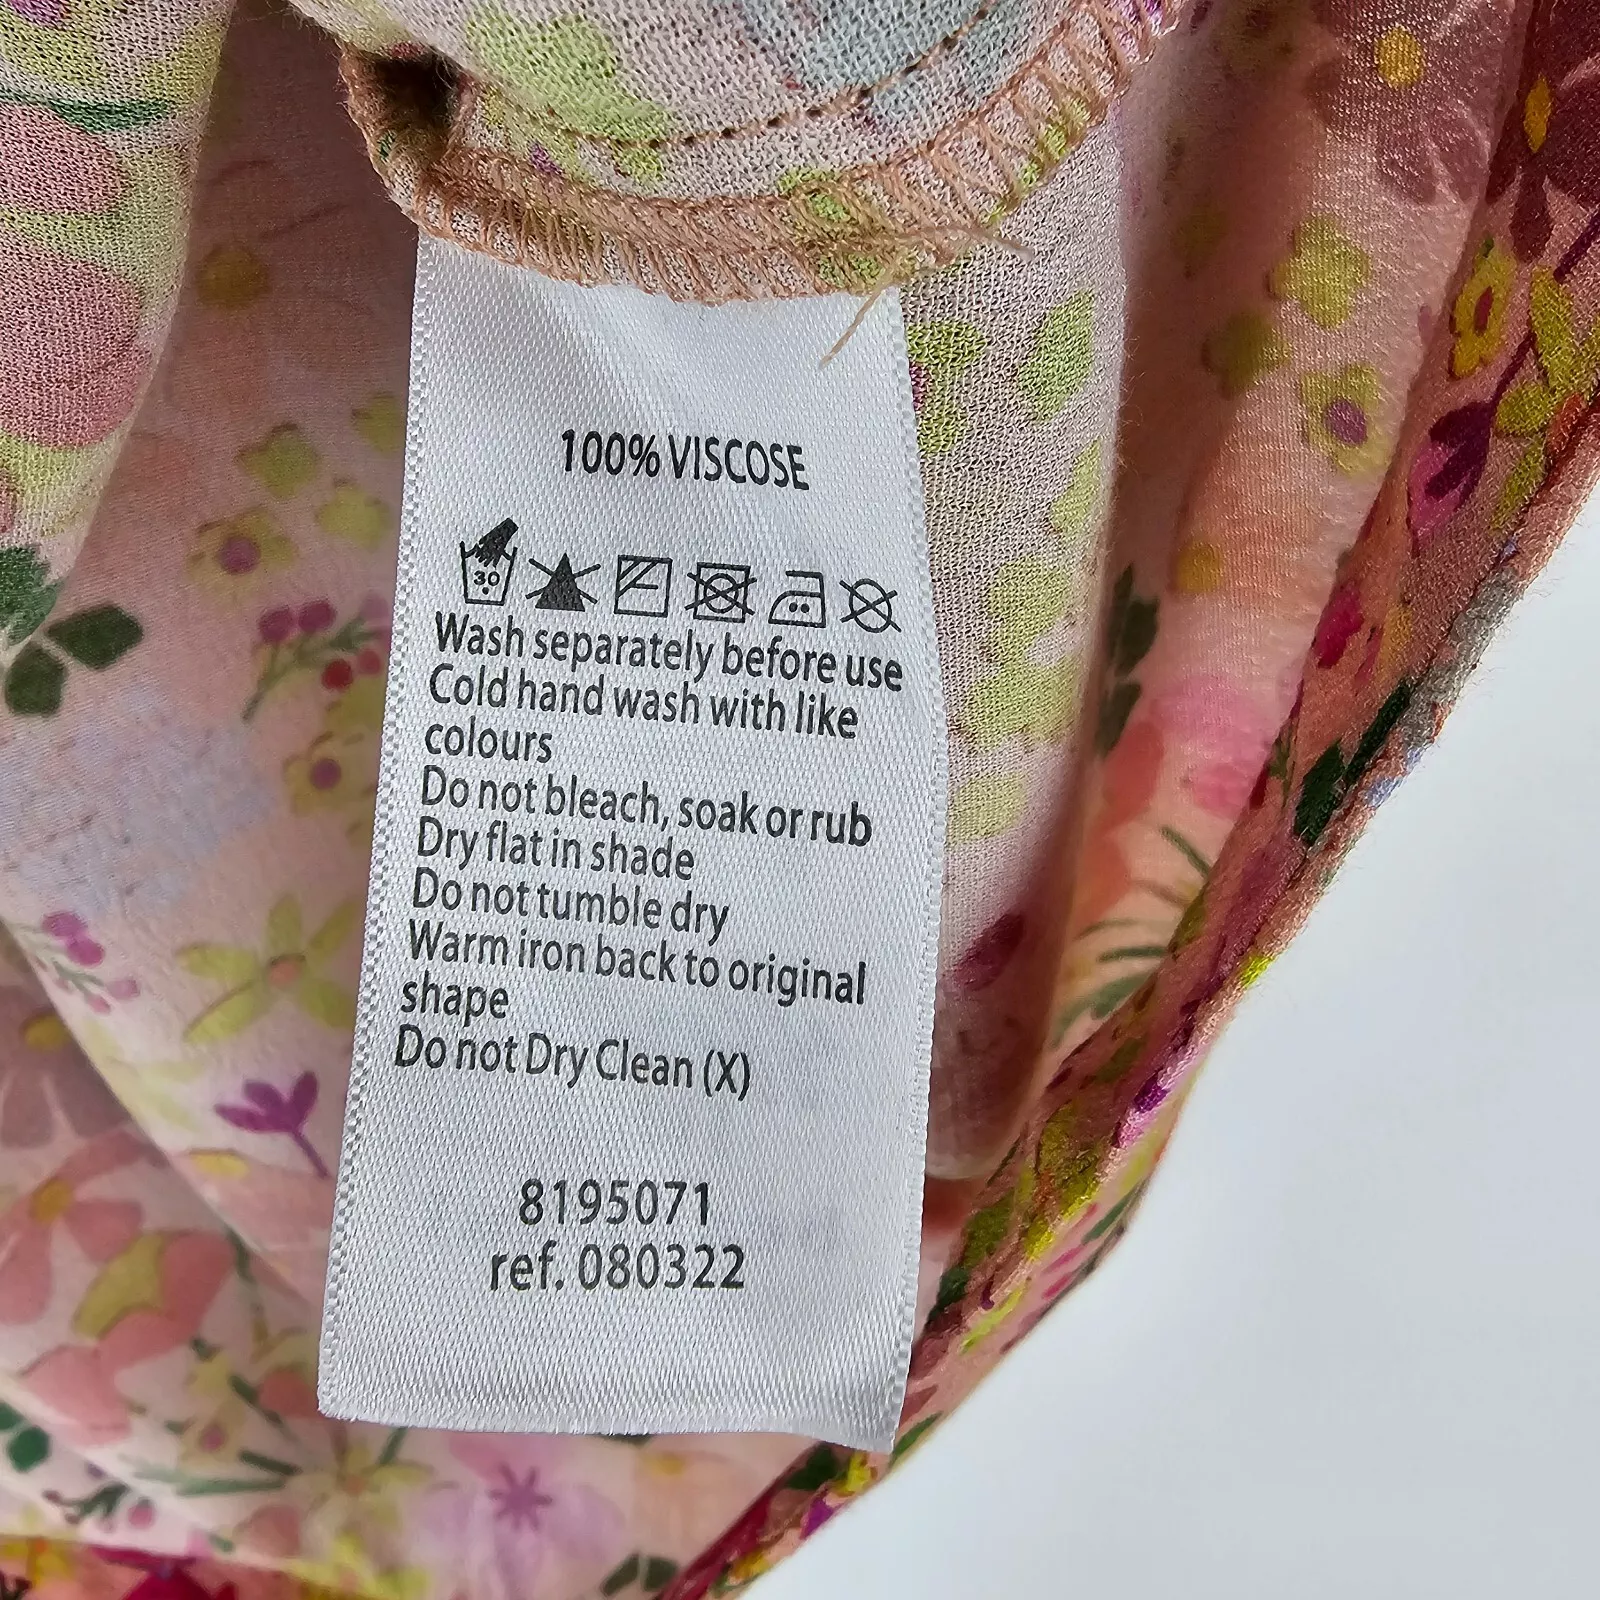 100% VISCOSE
30
Wash separately before use
Cold hand wash with like
colours
Do not bleach, soak or rub
Dry flat in shade
Do not tumble dry
Warm iron back to original
shape
Do not Dry Clean (X)
8195071
ref. 080322